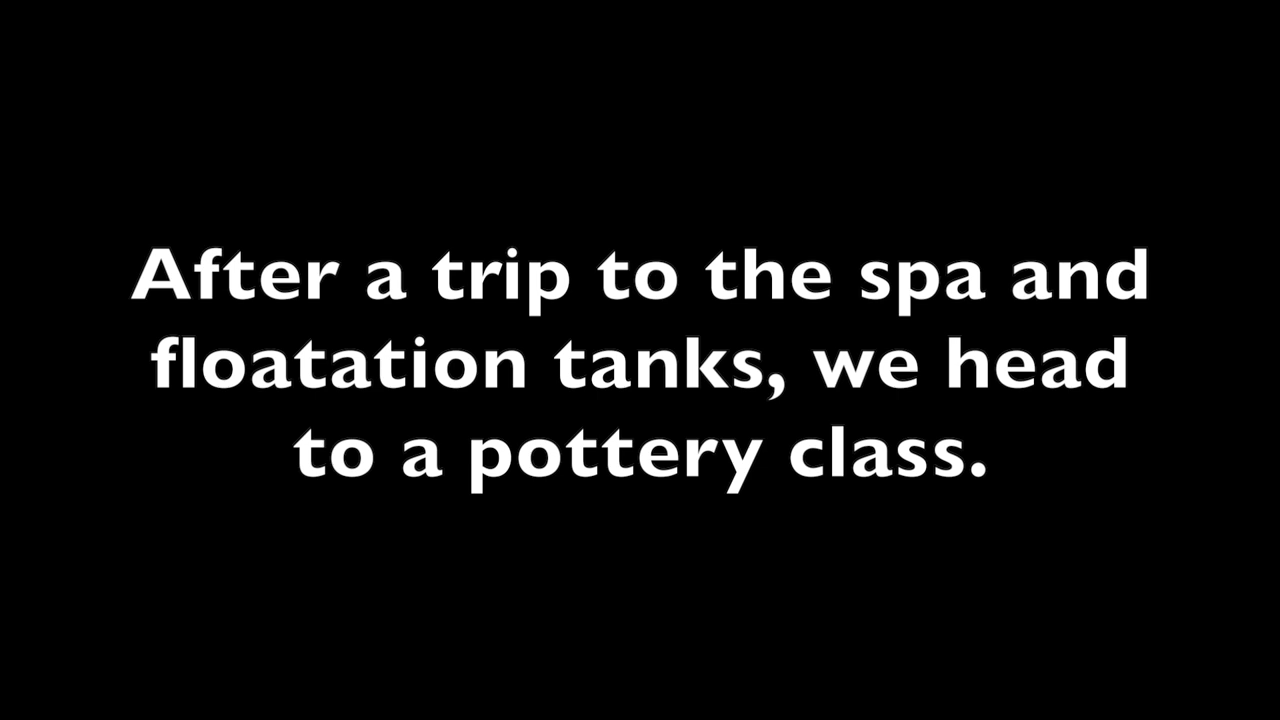 After a trip to the spa and
floatation tanks, we head
to a pottery class.